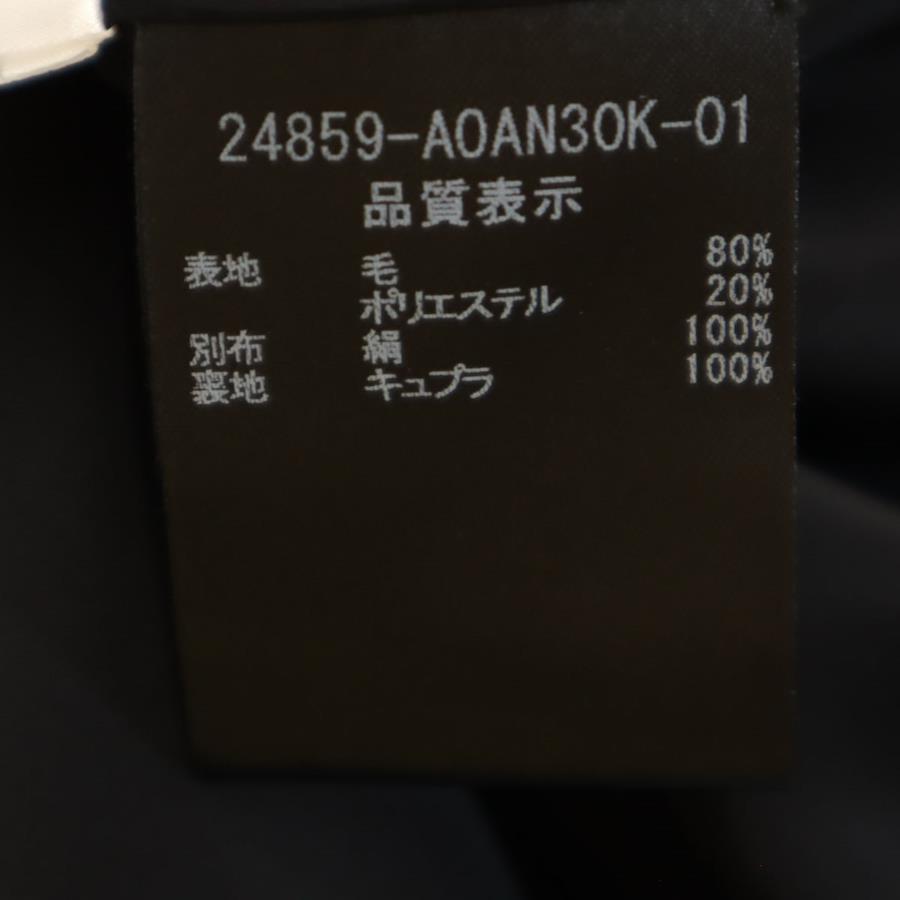 24859-A0AN30K-01
品質表示
表地 毛 80%
ポリエステル 20%
別布 絹 100%
裏地 キュプラ 100%